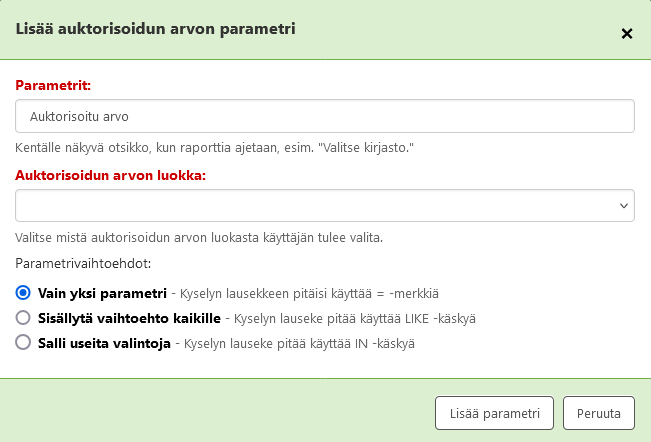 Lisää auktorisoidun arvon parametri
Parametrit:
Auktorisoitu arvo
Kentälle näkyvä otsikko, kun raporttia ajetaan, esim. "Valitse kirjasto."
Auktorisoidun arvon luokka:
Valitse mistä auktorisoidun arvon luokasta käyttäjän tulee valita.
Parametrivaihtoehdot:
Vain yksi parametri - Kyselyn lausekkeen pitäisi käyttää = -merkkiä
Sisällytä vaihtoehto kaikille - Kyselyn lauseke pitää käyttää LIKE -käskyä
Salli useita valintoja - Kyselyn lauseke pitää käyttää IN -käskyä
Lisää parametri Peruuta